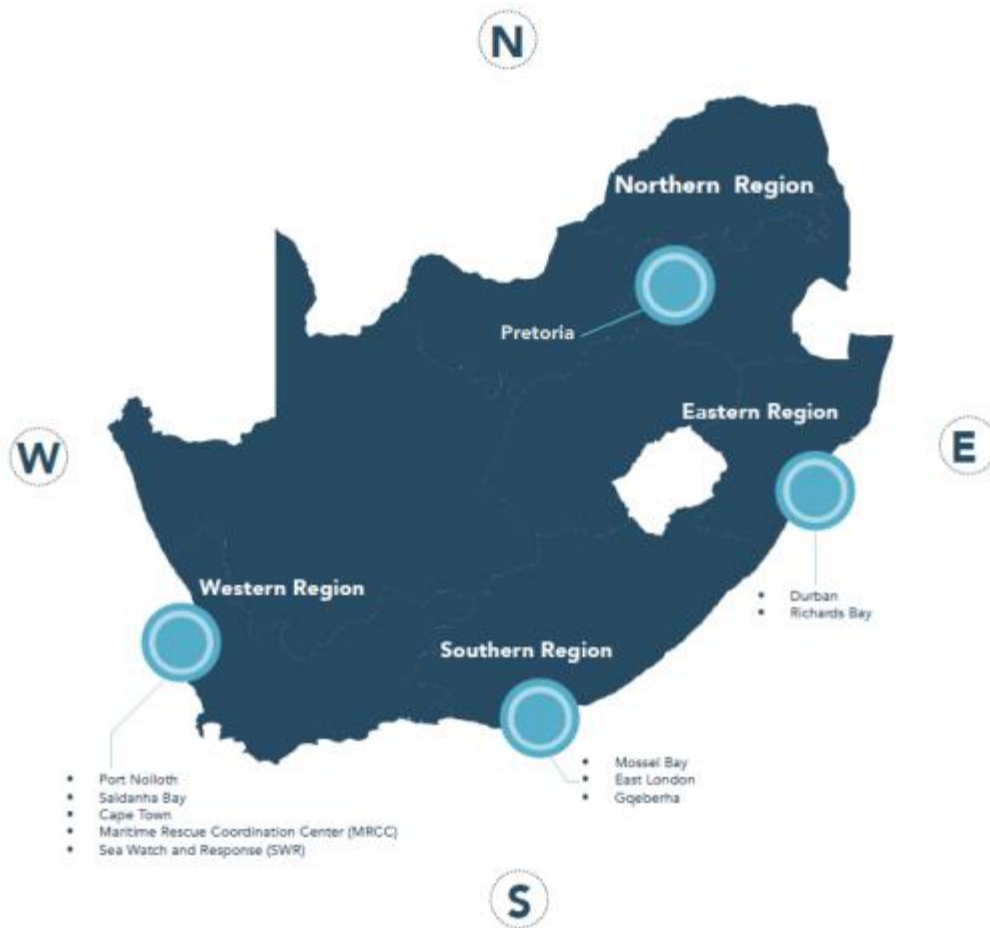 N
Northern Region
Pretoria
Eastern Region
W
E
Western Region
Durban
Richards Bay
Southern Region
Mossel Bay
East London
Gqeberha
Port Nolloth
Saldanha Bay
Cape Town
Maritime Rescue Coordination Center (MRCC)
Sea Watch and Response (SWR)
S